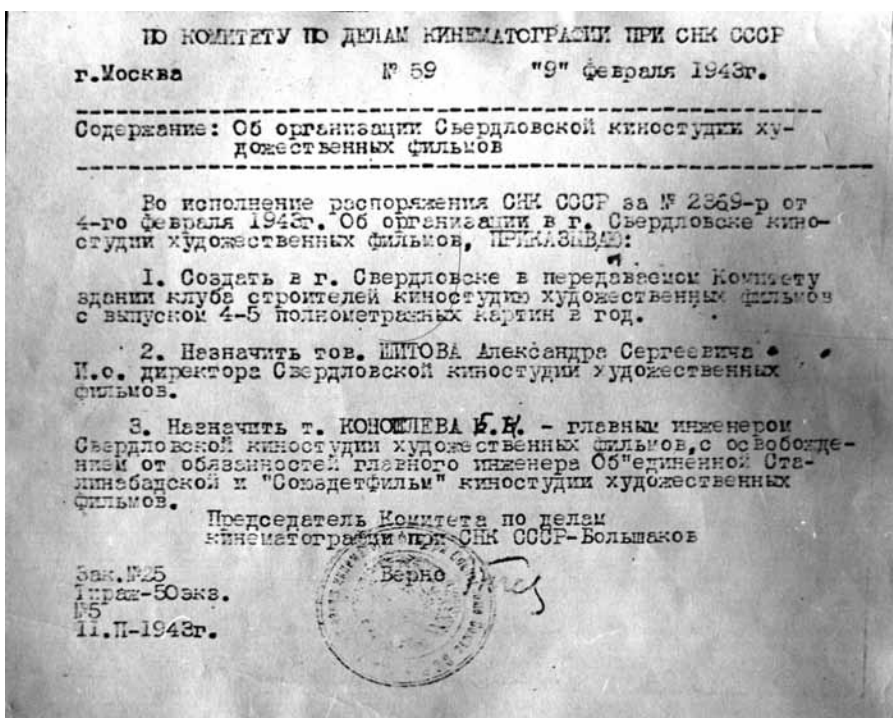 ПО КОМИТЕТУ ПО ДЕЛАМ КИНЕМАТОГРАФИИ ПРИ СНК СССР
г.Москва № 59 "9" февраля 1943г.
Содержание: Об организации Свердловской киностудии ху-
дожественных фильмов
Во исполнение распоряжения СНК СССР за № 2369-р от
4-го февраля 1943г. "Об организации в г. Свердловске кино-
студии художественных фильмов, ПРИКАЗЫВАЮ:
I. Создать в г. Свердловске в передаваемом Комитету
здании клуба строителей киностудию художественных фильмов
с выпуском 4-5 полнометражных картин в год.
2. Назначить тов. ШИТОВА Александра Сергеевича
И.о. директора Свердловской киностудии художественных
фильмов.
3. Назначить т. КОНОПЛЕВА Б.Н. - главным инженером
Свердловской киностудии художественных фильмов, с освобожде-
нием от обязанностей главного инженера Об"единенной Ста-
линабадской и "Союздетфильм" киностудии художественных
фильмов.
Председатель Комитета по делам
кинематографии при СНК СССР-Большаков
Зак.№25 Верно
Тираж-50экз.
№5
11.П-1943г.